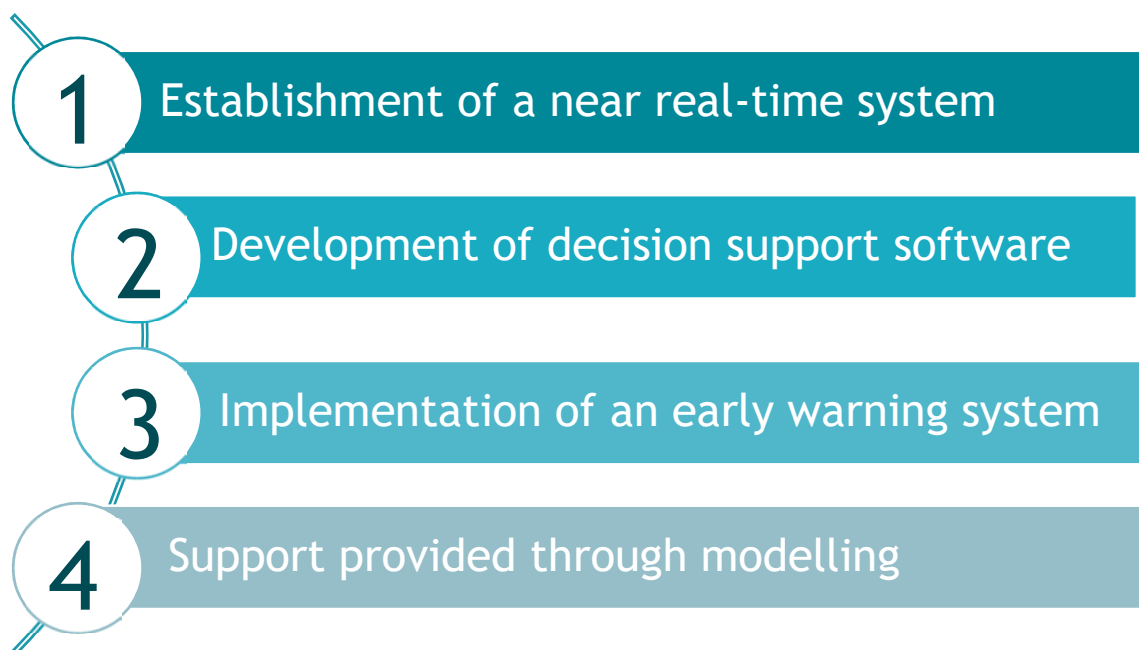 1
Establishment of a near real-time system
2
Development of decision support software
3
Implementation of an early warning system
4
Support provided through modelling